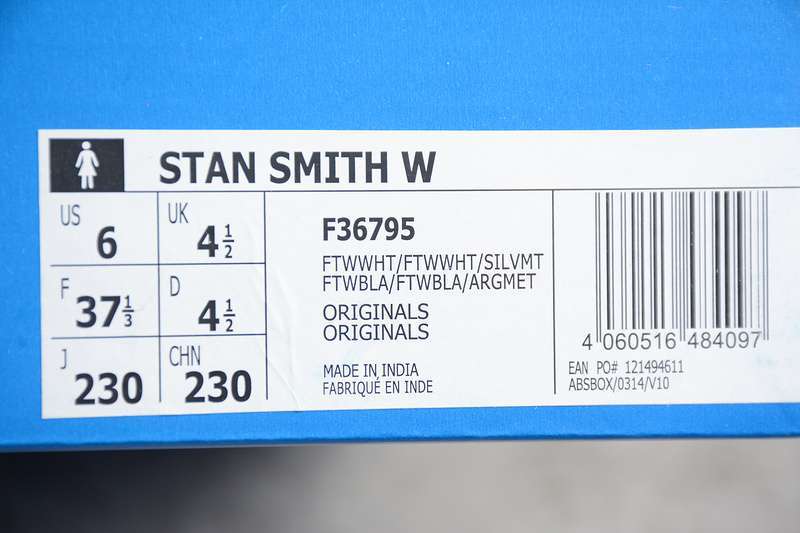 STAN SMITH W
US 6
UK 4 1/2
F 37 1/3
D 4 1/2
J 230
CHN 230
F36795
FTWWHT/FTWWHT/SILVMT
FTWBLA/FTWBLA/ARGMET
ORIGINALS
ORIGINALS
MADE IN INDIA
FABRIQUÉ EN INDE
4 060516 484097
EAN PO# 121494611
ABSBOX/0314/V10